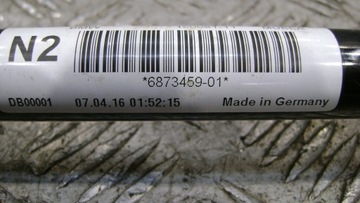 N2
*6873459-01*
DB00001 07.04.16 01:52:15 Made in Germany